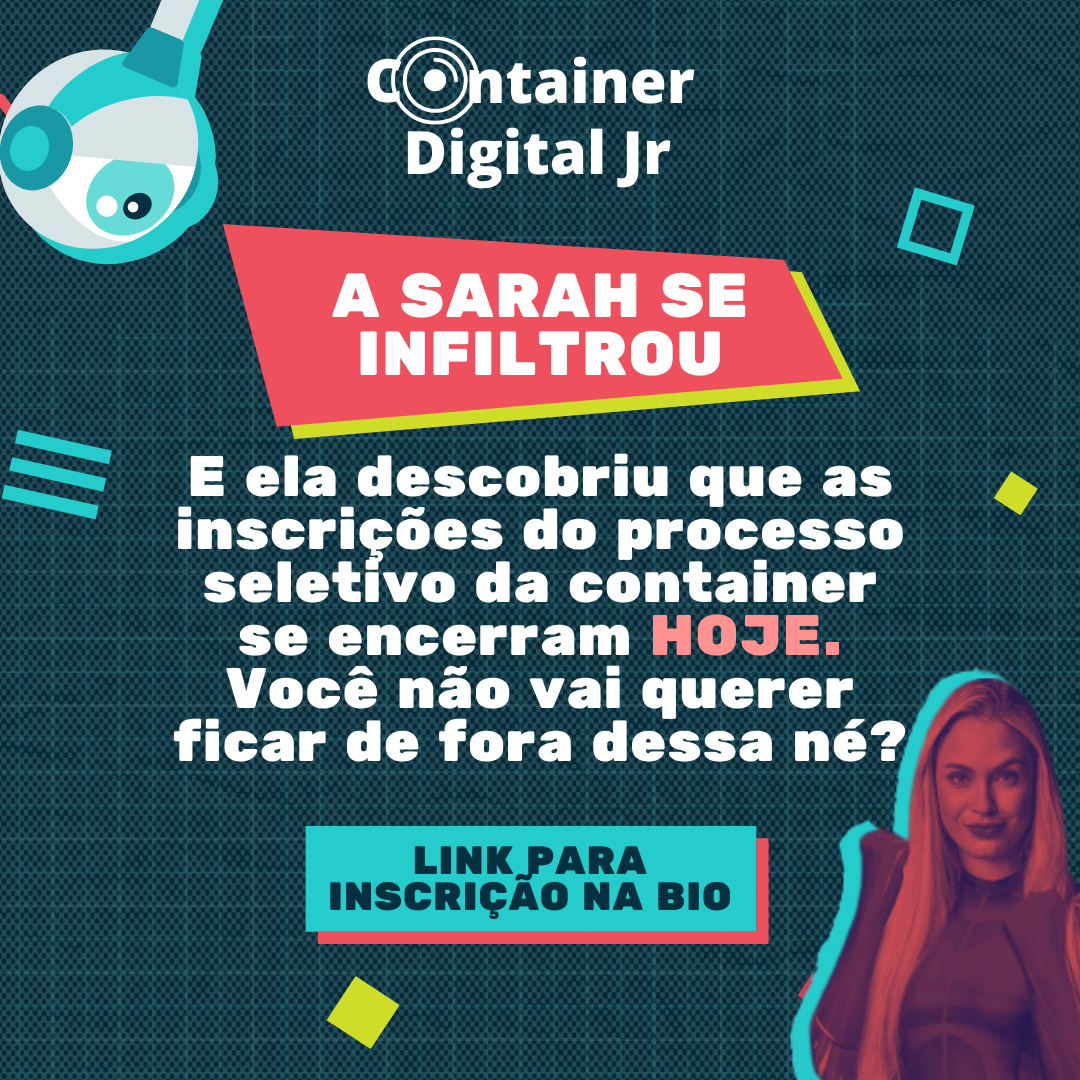 Container
Digital Jr
A SARAH SE
INFILTROU
E ela descobriu que as
inscrições do processo
seletivo da container
se encerram HOJE.
Você não vai querer
ficar de fora dessa né?
LINK PARA
INSCRIÇÃO NA BIO